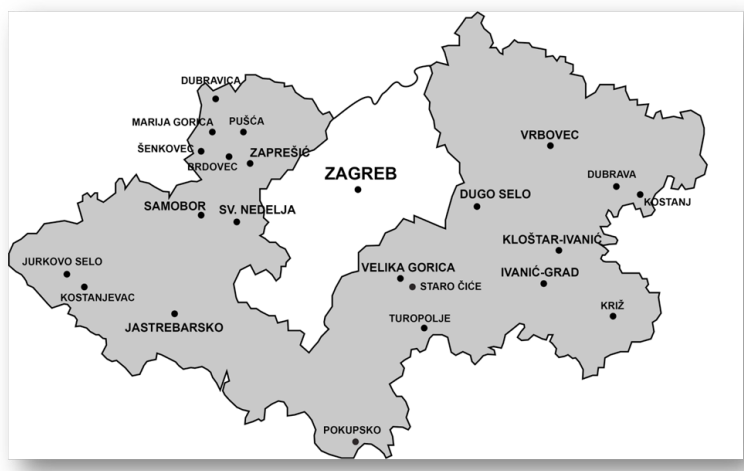 DUBRAVICA
MARIJA GORICA
PUŠĆA
ŠENKOVEC
BRDOVEC
ZAPREŠIĆ
VRBOVEC
ZAGREB
DUBRAVA
KOSTANJ
SAMOBOR
SV. NEDELJA
DUGO SELO
KLOŠTAR-IVANIĆ
JURKOVO SELO
KOSTANJEVAC
VELIKA GORICA
STARO ČIĆE
IVANIĆ-GRAD
KRIŽ
JASTREBARSKO
TUROPOLJE
POKUPSKO